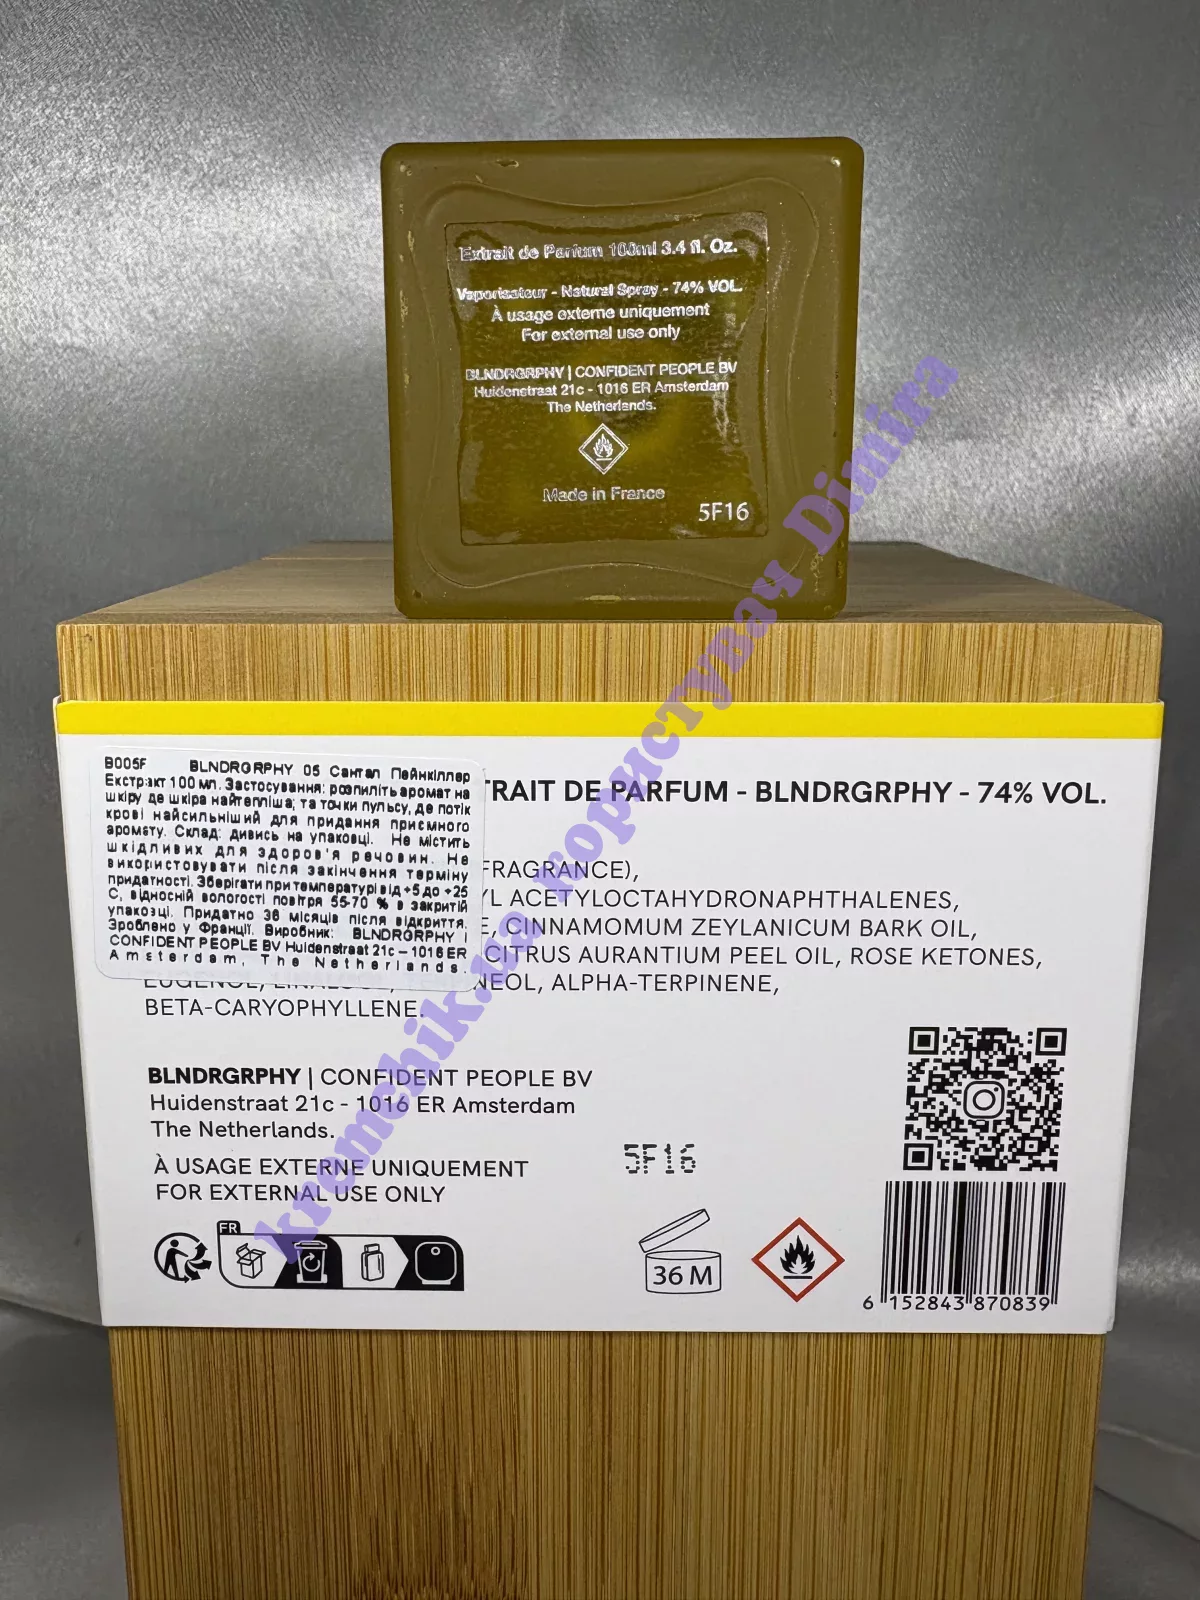 Extrait de Parfum 100ml 3.4 fl. Oz.
Vaporisateur - Natural Spray - 74% VOL.
À usage externe uniquement
For external use only
BLNDRGRPHY | CONFIDENT PEOPLE BV
Huidenstraat 21c - 1016 ER Amsterdam
The Netherlands.
Made in France
5F16
B005F BLNDRGRPHY 05 Сантал Пейнкіллер
Екстракт 100 мл. Застосування: розпиліть аромат на
шкіру де шкіра найтепліша; та точки пульсу, де потік
крові найсильніший для придання приємного
аромату. Склад: дивись на упаковці. Не містить
шкідливих для здоров'я речовин. Не
використовувати після закінчення терміну
придатності. Зберігати при температурі від +5 до +25
С, відносній вологості повітря 55-70 % в закритій
упаковці. Придатно 36 місяців після відкриття.
Зроблено у Франції. Виробник: BLNDRGRPHY |
CONFIDENT PEOPLE BV Huidenstraat 21c – 1016 ER
Amsterdam, The Netherlands.
TRAIT DE PARFUM - BLNDRGRPHY - 74% VOL.
FRAGRANCE),
YL ACETYLOCTAHYDRONAPHTHALENES,
E, CINNAMOMUM ZEYLANICUM BARK OIL,
CITRUS AURANTIUM PEEL OIL, ROSE KETONES,
EUGENOL, LINALOOL, NEOL, ALPHA-TERPINENE,
BETA-CARYOPHYLLENE.
BLNDRGRPHY | CONFIDENT PEOPLE BV
Huidenstraat 21c - 1016 ER Amsterdam
The Netherlands.
À USAGE EXTERNE UNIQUEMENT
FOR EXTERNAL USE ONLY
5F16
FR
36 M
6 152843 870839
kromchik.ua користувач Dimira